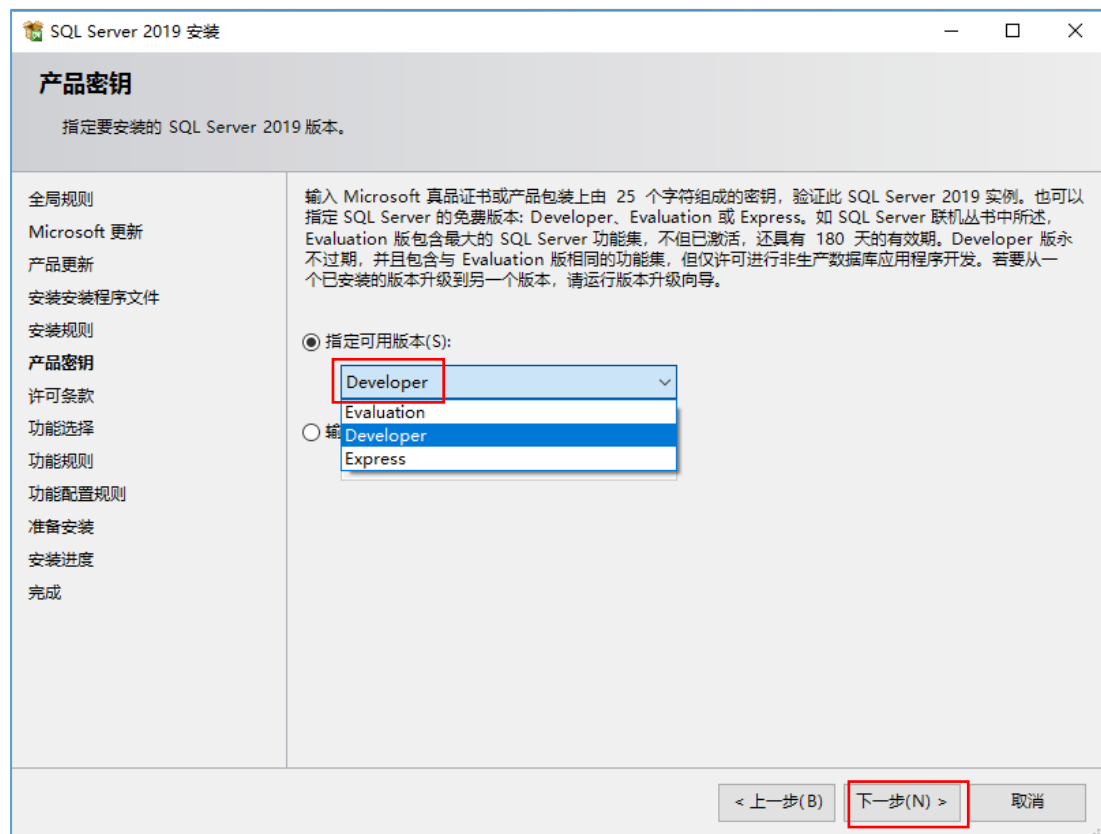 SQL Server 2019 安装
产品密钥
指定要安装的 SQL Server 2019 版本。
全局规则
Microsoft 更新
产品更新
安装安装程序文件
安装规则
产品密钥
许可条款
功能选择
功能规则
功能配置规则
准备安装
安装进度
完成
输入 Microsoft 真品证书或产品包装上由 25 个字符组成的密钥，验证此 SQL Server 2019 实例。也可以
指定 SQL Server 的免费版本: Developer、Evaluation 或 Express。如 SQL Server 联机丛书中所述，
Evaluation 版包含最大的 SQL Server 功能集，不但已激活，还具有 180 天的有效期。Developer 版永
不过期，并且包含与 Evaluation 版相同的功能集，但仅许可进行非生产数据库应用程序开发。若要从一
个已安装的版本升级到另一个版本，请运行版本升级向导。
指定可用版本(S):
Developer
Evaluation
输
Developer
Express
< 上一步(B)
下一步(N) >
取消